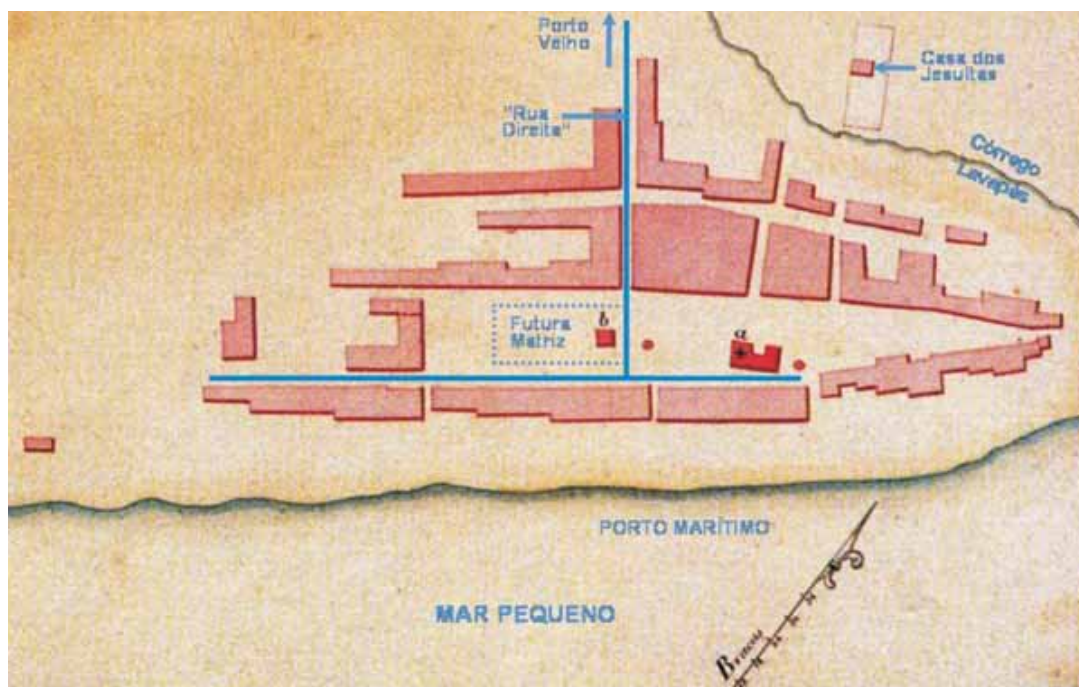 Porto
Velho
Casa dos
Jesuítas
"Rua
Direita"
Córrego
Lavapés
Futura
Matriz
b
a
PORTO MARÍTIMO
MAR PEQUENO